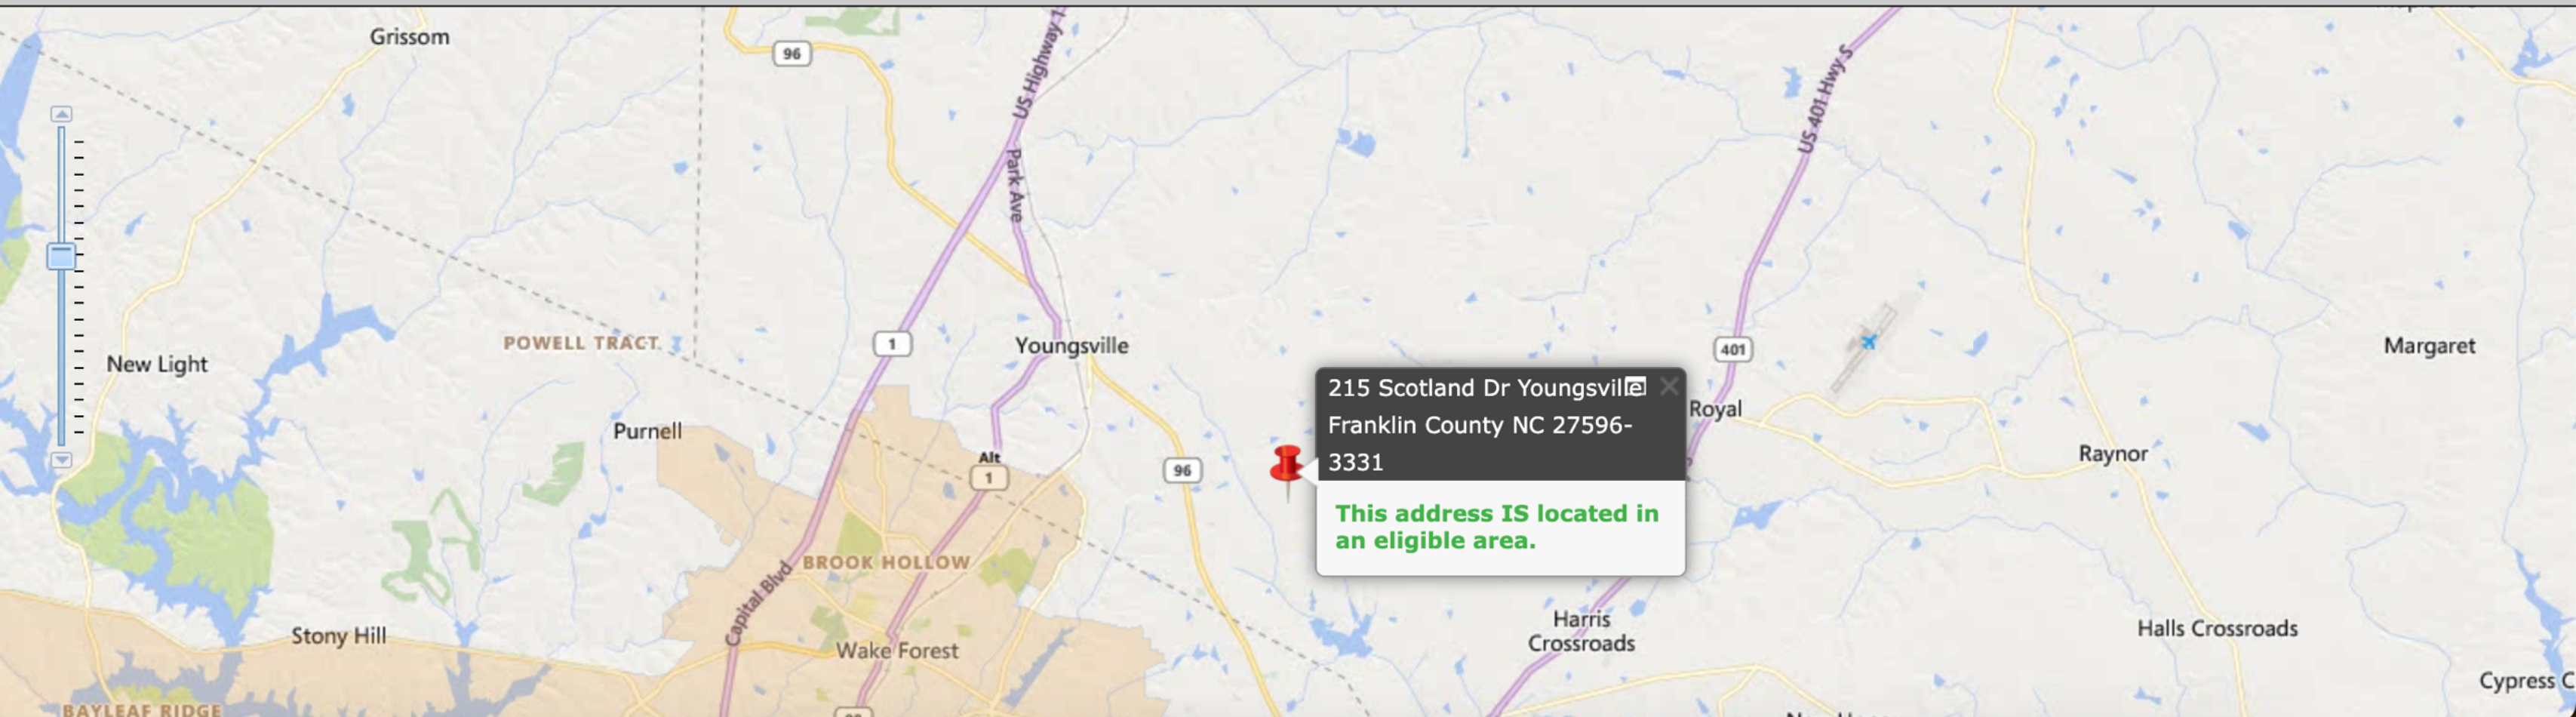 Grissom
96
US Highway 1
US 401 Hwy S
Park Ave
POWELL TRACT
1
Youngsville
401
Margaret
New Light
215 Scotland Dr Youngsville
Franklin County NC 27596-
3331
Royal
Purnell
Alt
1
96
Raynor
This address IS located in
an eligible area.
BROOK HOLLOW
Capital Blvd
Stony Hill
Wake Forest
Harris
Crossroads
Halls Crossroads
Cypress C
BAYLEAF RIDGE